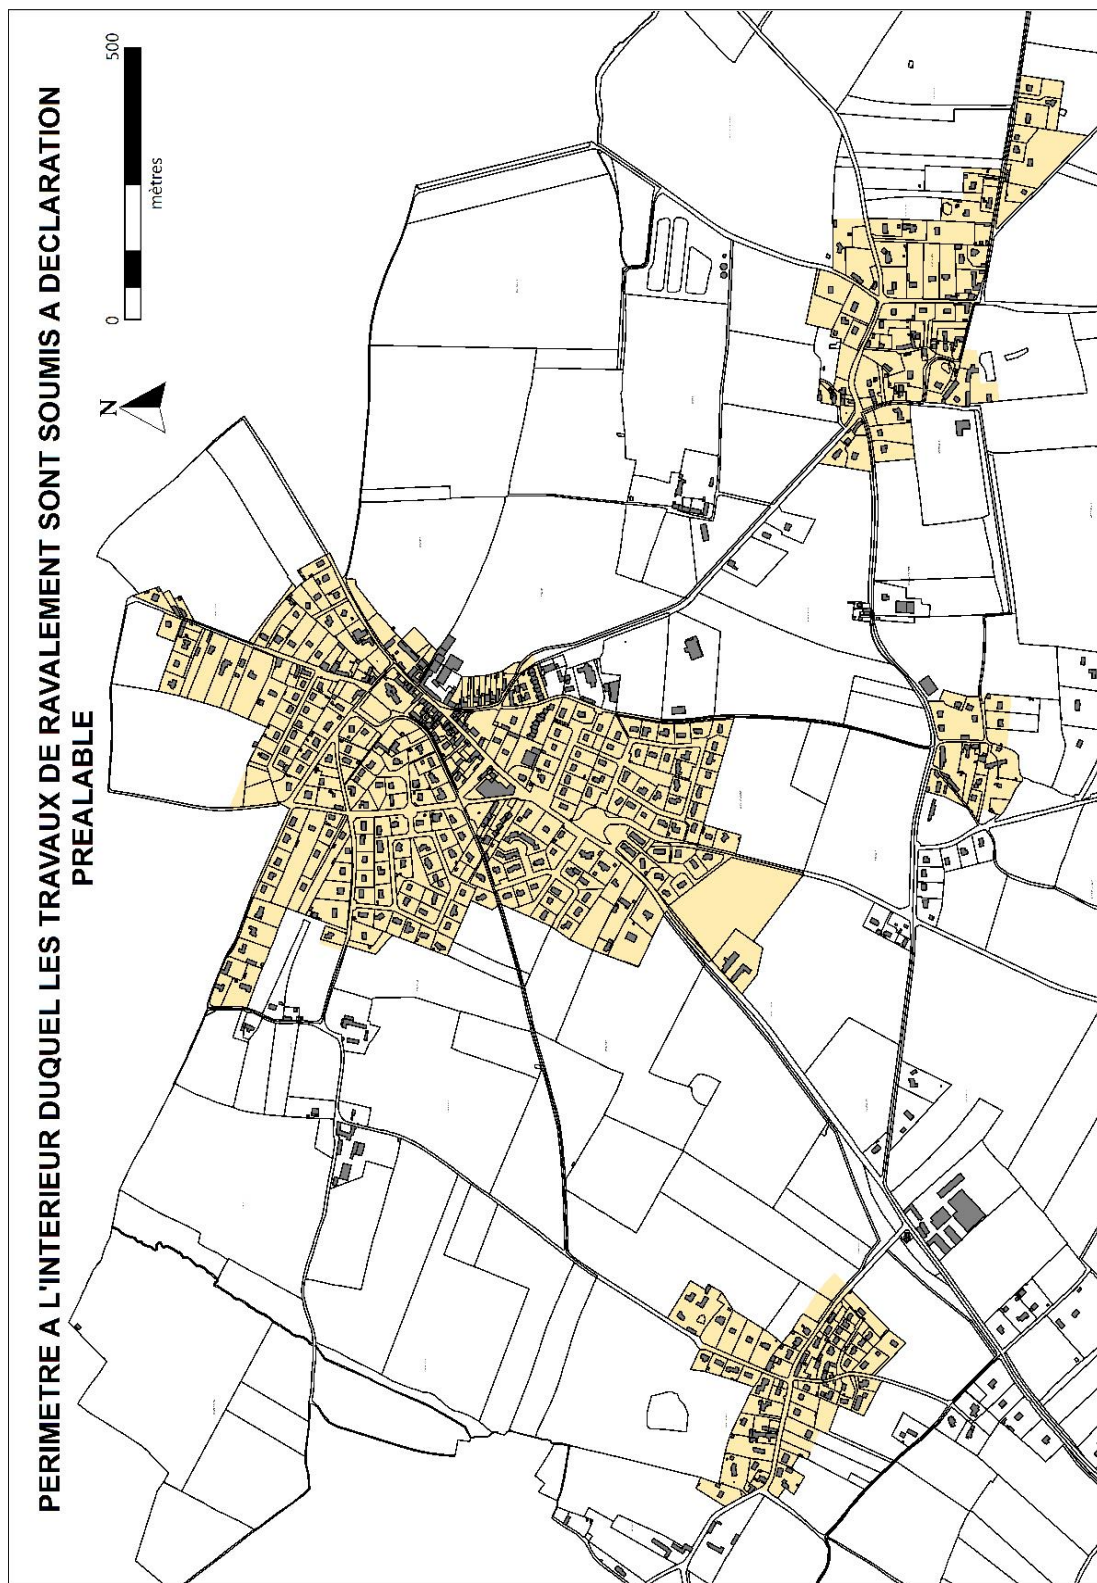 PERIMETRE A L'INTERIEUR DUQUEL LES TRAVAUX DE RAVALEMENT SONT SOUMIS A DECLARATION
PREALABLE
N
0
500
mètres